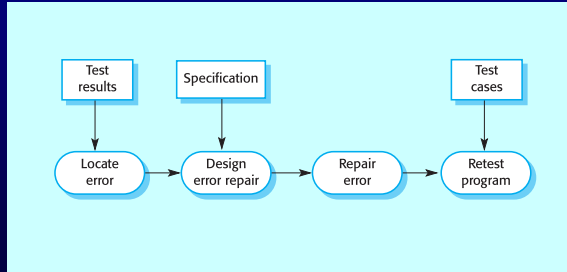 Test
results
Specification
Test
cases
Locate
error
Design
error repair
Repair
error
Retest
program